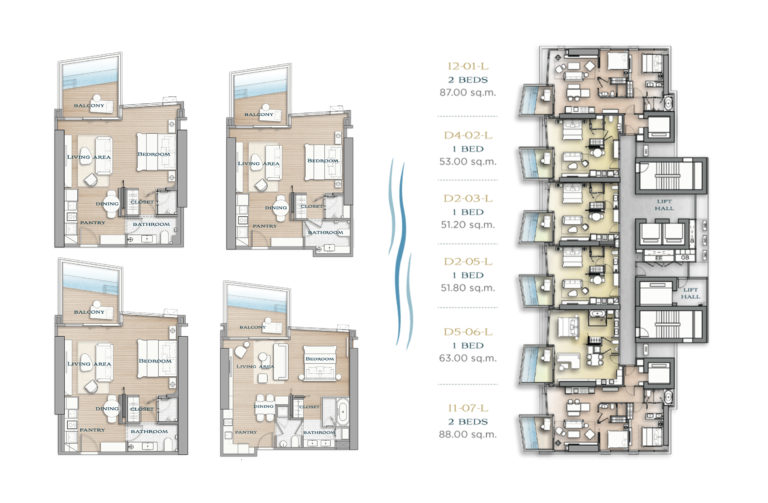 BALCONY
LIVING AREA
BEDROOM
DINING
CLOSET
PANTRY
BATHROOM
BALCONY
LIVING AREA
BEDROOM
DINING
CLOSET
PANTRY
BATHROOM
BALCONY
LIVING AREA
BEDROOM
DINING
CLOSET
PANTRY
BATHROOM
BALCONY
LIVING AREA
BEDROOM
DINING
CLOSET
PANTRY
BATHROOM
12-01-L
2 BEDS
87.00 sq.m.
D4-02-L
1 BED
53.00 sq.m.
D2-03-L
1 BED
51.20 sq.m.
D2-05-L
1 BED
51.80 sq.m.
D5-06-L
1 BED
63.00 sq.m.
11-07-L
2 BEDS
88.00 sq.m.
LIFT
HALL
EE
GB
LIFT
HALL